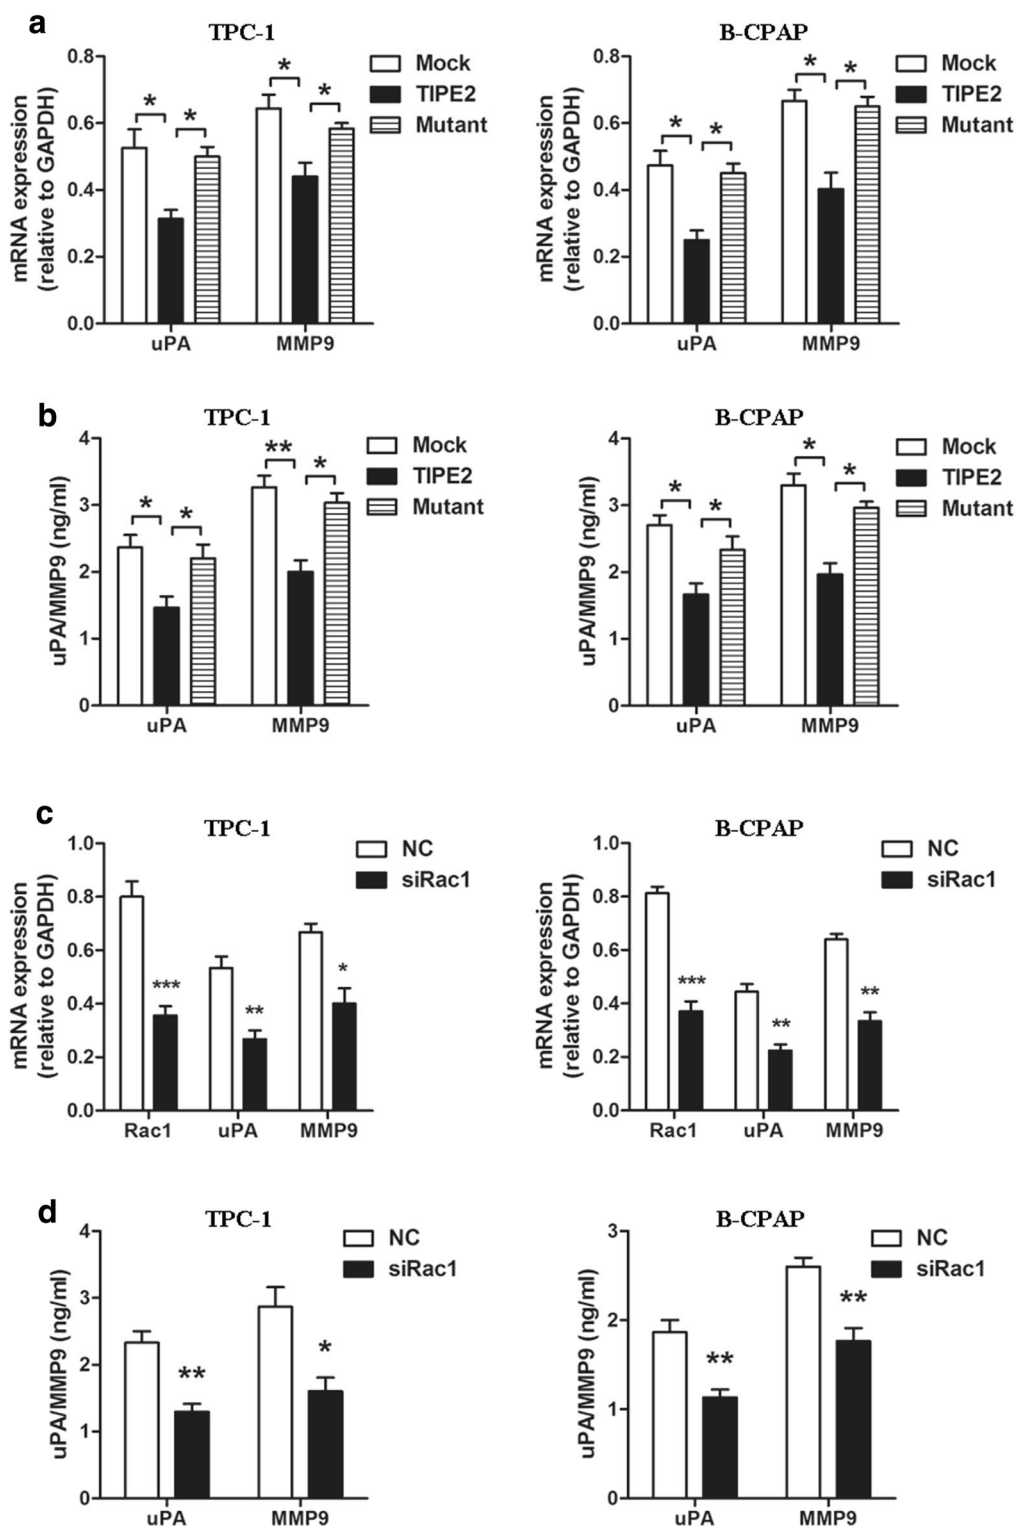 a
TPC-1
mRNA expression
(relative to GAPDH)
0.8
0.6
0.4
0.2
0.0
* * * *
uPA MMP9
Mock
TIPE2
Mutant
B-CPAP
mRNA expression
(relative to GAPDH)
0.8
0.6
0.4
0.2
0.0
* * * *
uPA MMP9
Mock
TIPE2
Mutant
b
TPC-1
uPA/MMP9 (ng/ml)
4
3
2
1
0
* * ** *
uPA MMP9
Mock
TIPE2
Mutant
B-CPAP
uPA/MMP9 (ng/ml)
4
3
2
1
0
* * * *
uPA MMP9
Mock
TIPE2
Mutant
c
TPC-1
mRNA expression
(relative to GAPDH)
1.0
0.8
0.6
0.4
0.2
0.0
*** ** *
Rac1 uPA MMP9
NC
siRac1
B-CPAP
mRNA expression
(relative to GAPDH)
1.0
0.8
0.6
0.4
0.2
0.0
*** ** **
Rac1 uPA MMP9
NC
siRac1
d
TPC-1
uPA/MMP9 (ng/ml)
4
3
2
1
0
** *
uPA MMP9
NC
siRac1
B-CPAP
uPA/MMP9 (ng/ml)
3
2
1
0
** **
uPA MMP9
NC
siRac1